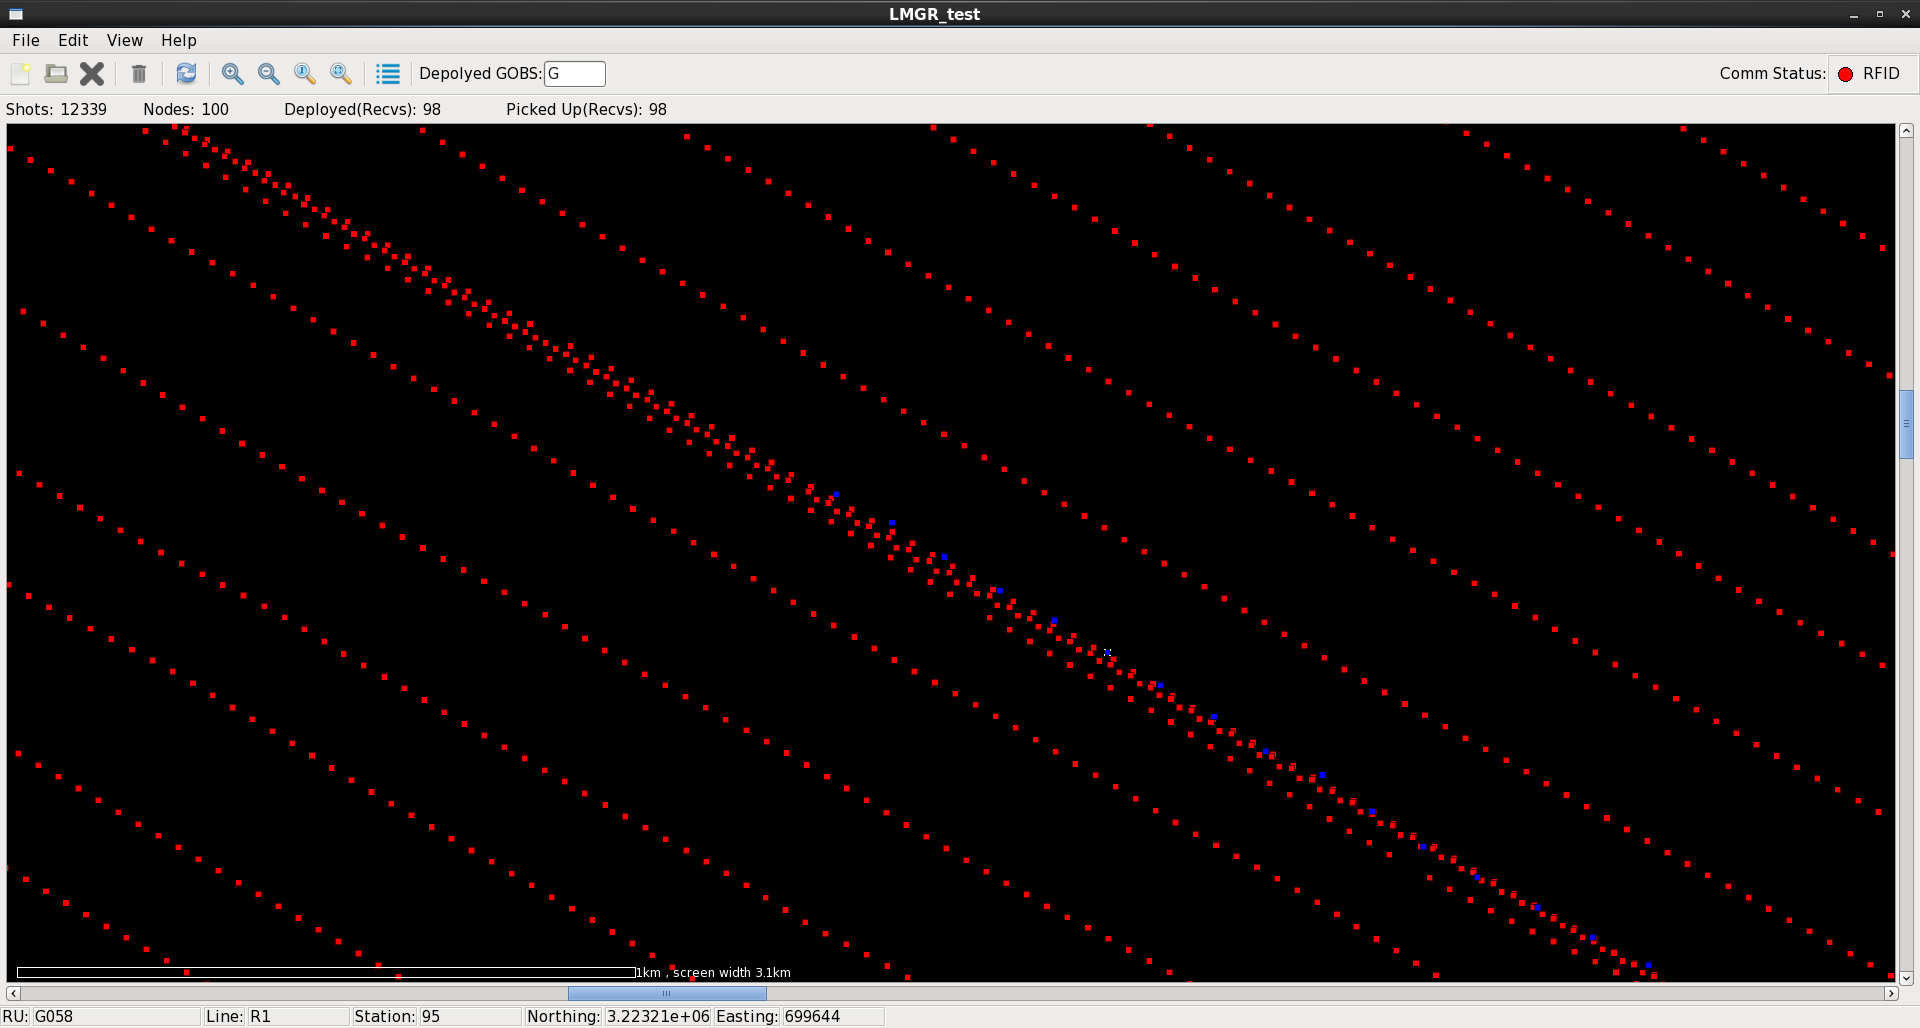 LMGR_test
File Edit View Help
Depolyed GOBS: G Comm Status: RFID
Shots: 12339 Nodes: 100 Deployed(Recvs): 98 Picked Up(Recvs): 98
1km , screen width 3.1km
RU: G058 Line: R1 Station: 95 Northing: 3.22321e+06 Easting: 699644